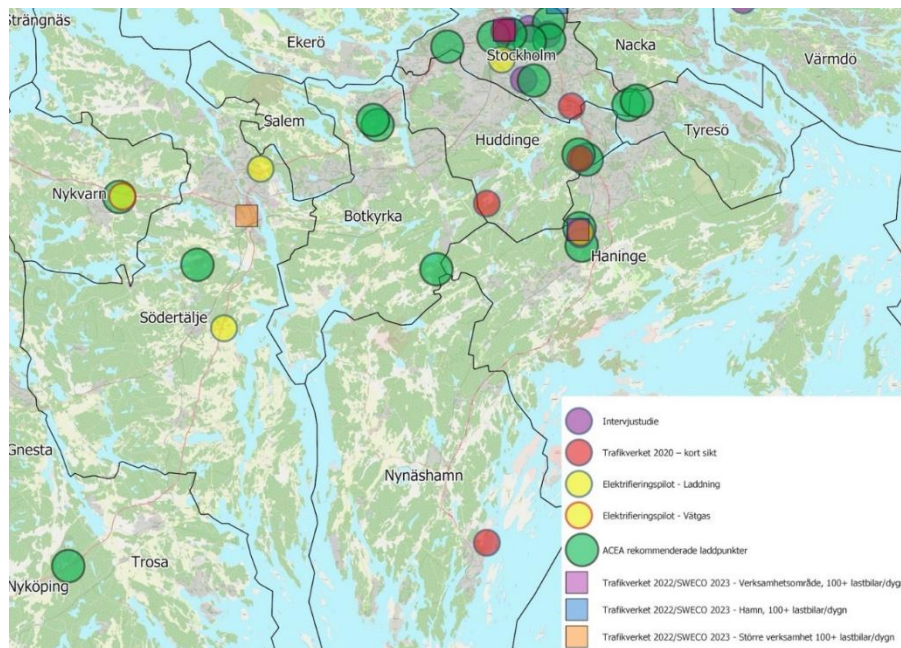 Strängnäs
Ekerö
Stockholm
Nacka
Värmdö
Salem
Huddinge
Tyresö
Nykvarn
Botkyrka
Haninge
Södertälje
Gnesta
Nynäshamn
Trosa
Nyköping
Intervjustudie
Trafikverket 2020 – kort sikt
Elektrifieringspilot - Laddning
Elektrifieringspilot - Vätgas
ACEA rekommenderade laddpunkter
Trafikverket 2022/SWECO 2023 - Verksamhetsområde, 100+ lastbilar/dygn
Trafikverket 2022/SWECO 2023 - Hamn, 100+ lastbilar/dygn
Trafikverket 2022/SWECO 2023 - Större verksamhet 100+ lastbilar/dygn